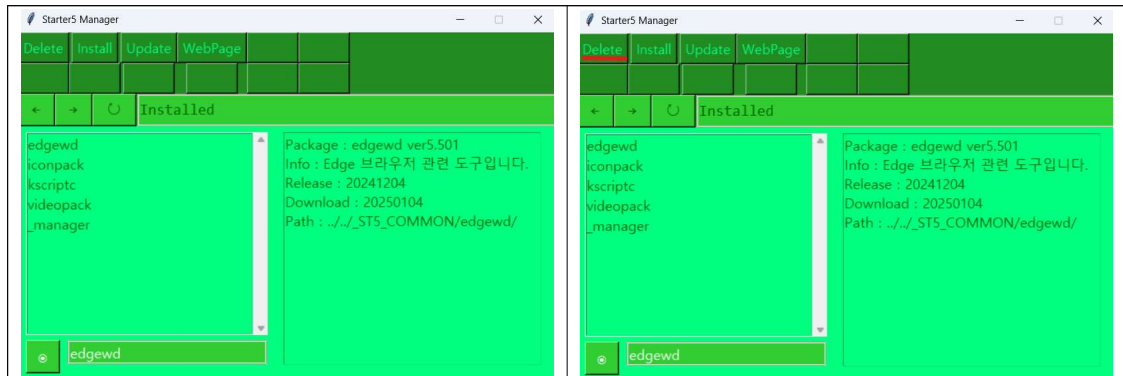 Starter5 Manager
Delete Install Update WebPage
← → ↻ Installed
edgewd
iconpack
kscriptc
videopack
_manager
Package : edgewd ver5.501
Info : Edge 브라우저 관련 도구입니다.
Release : 20241204
Download : 20250104
Path : ../../_ST5_COMMON/edgewd/
edgewd
Starter5 Manager
Delete Install Update WebPage
← → ↻ Installed
edgewd
iconpack
kscriptc
videopack
_manager
Package : edgewd ver5.501
Info : Edge 브라우저 관련 도구입니다.
Release : 20241204
Download : 20250104
Path : ../../_ST5_COMMON/edgewd/
edgewd